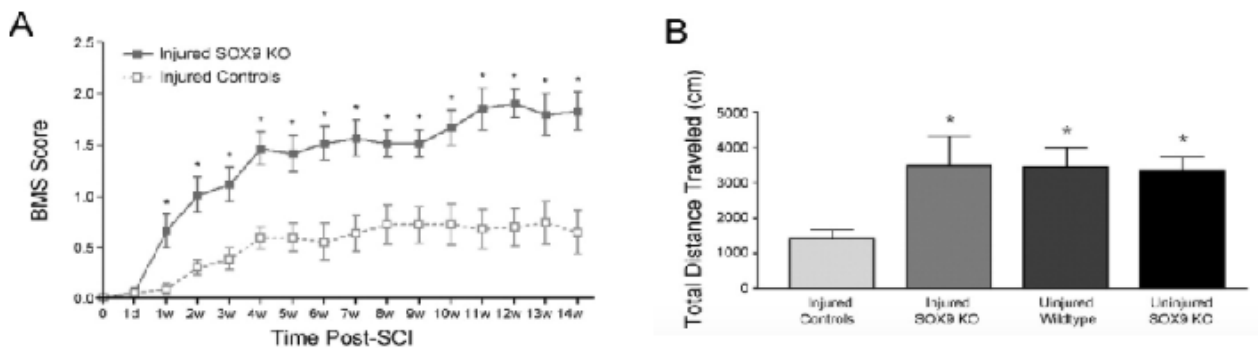 A
2.5
2.0
1.5
1.0
0.5
0.0
BMS Score
Injured SOX9 KO
Injured Controls
* * * * * * * * * * * * * *
0 1d 1w 2w 3w 4w 5w 6w 7w 8w 9w 10w 11w 12w 13w 14w
Time Post-SCI
B
Total Distance Traveled (cm)
5000
4000
3000
2000
1000
0
* * *
Injured Controls
Injured SOX9 KO
Uninjured Wildtype
Uninjured SOX9 KO